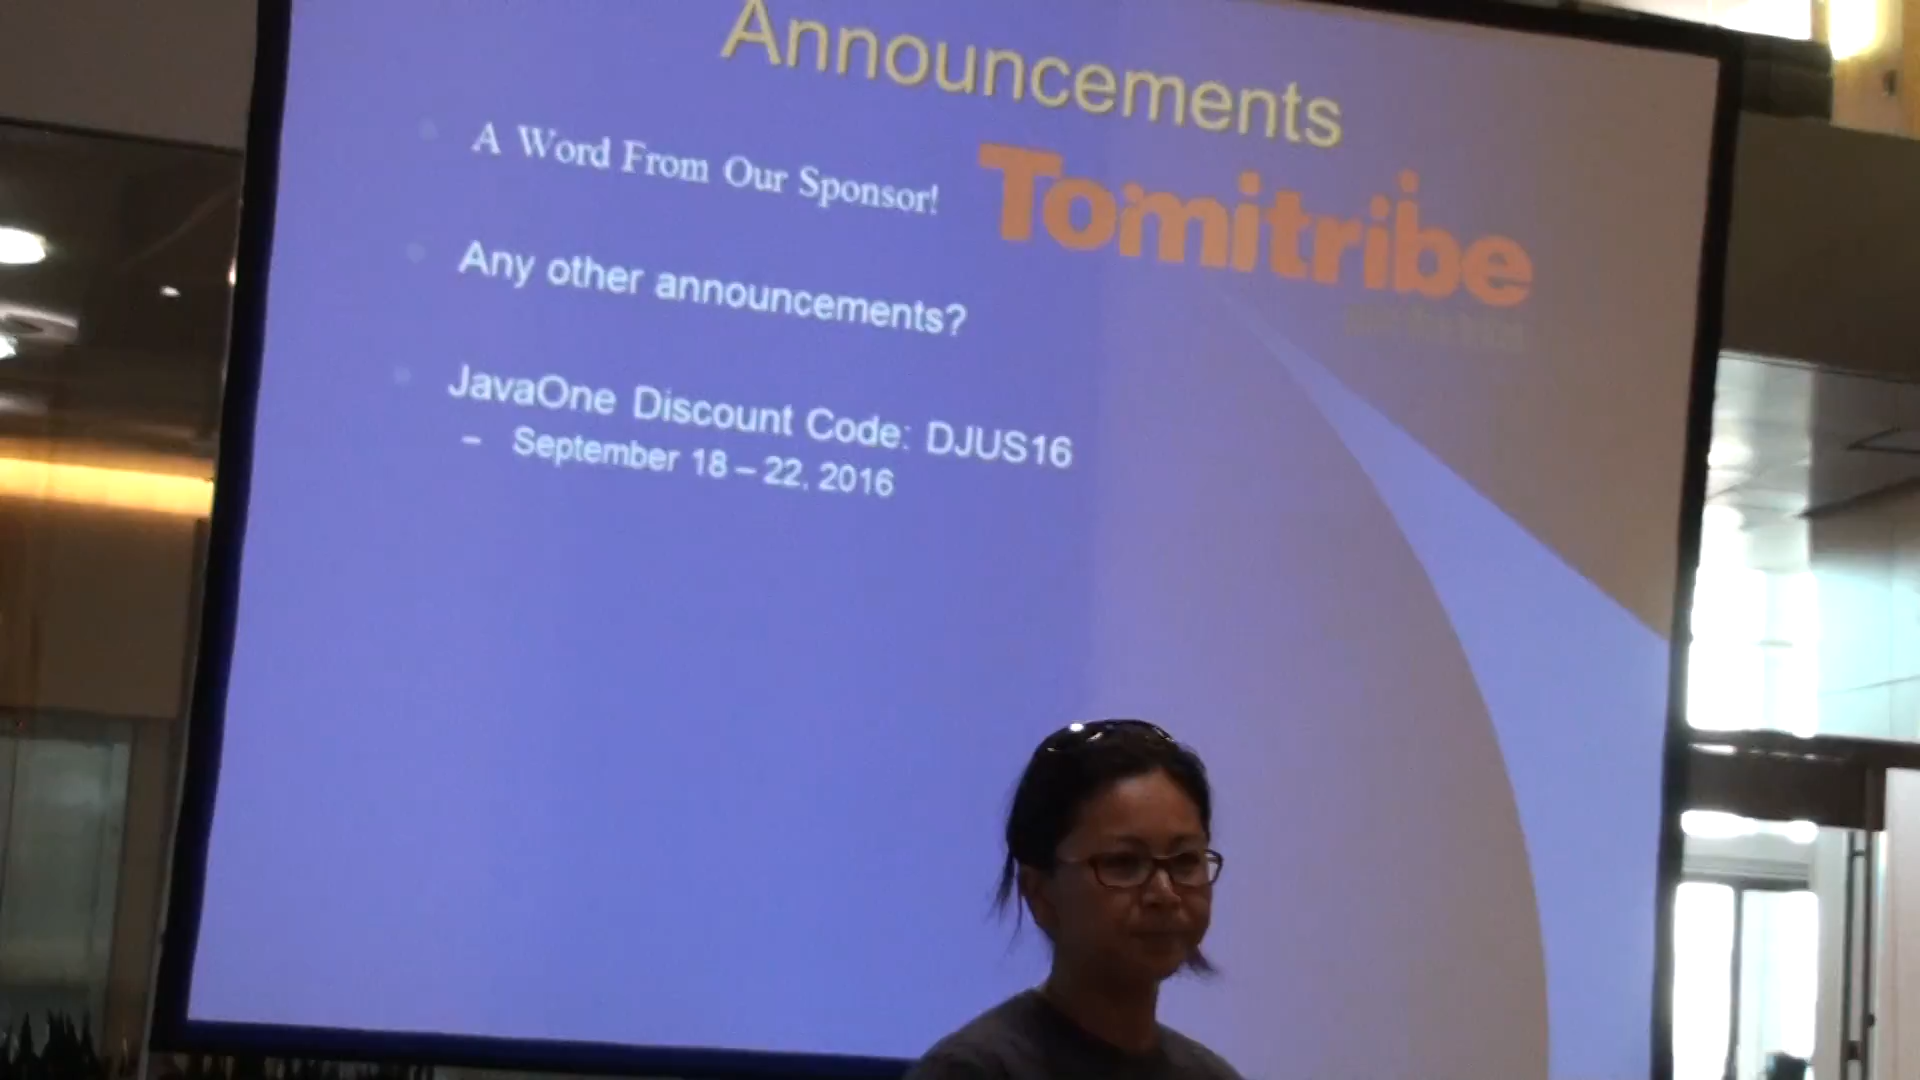 Announcements
A Word From Our Sponsor!
Tomitribe
Any other announcements?
JavaOne Discount Code: DJUS16
– September 18 – 22, 2016